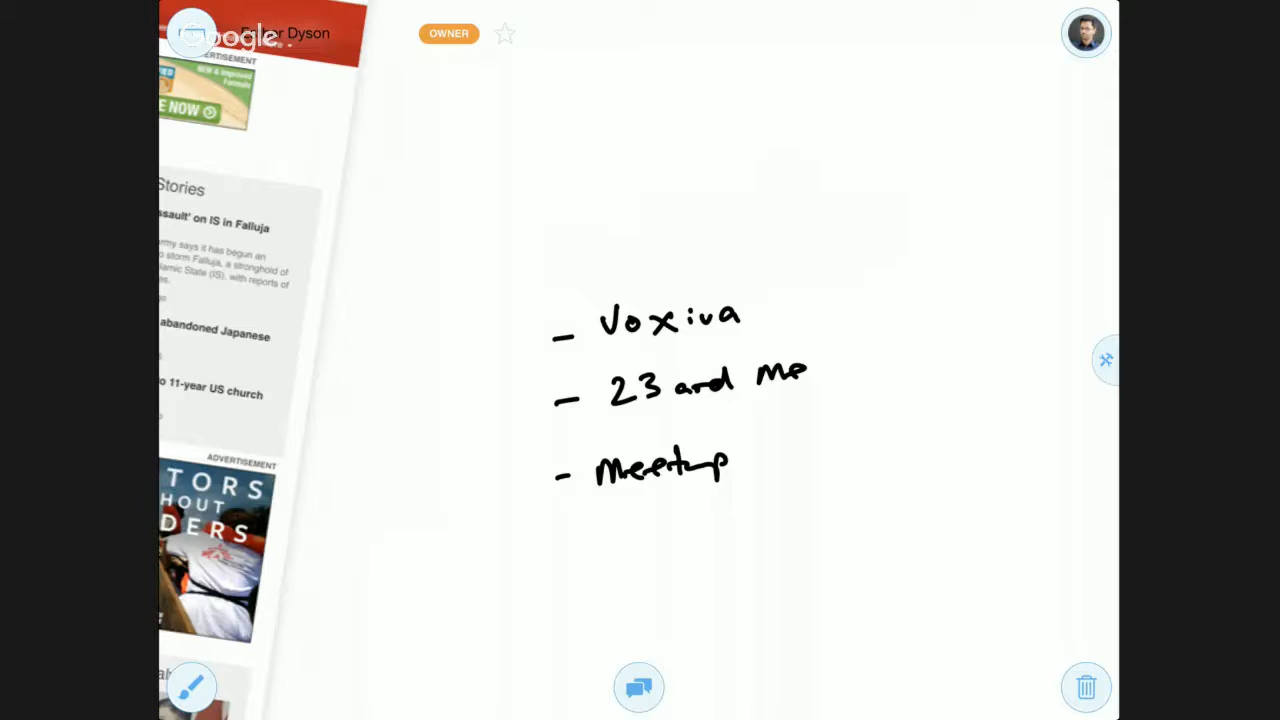 Google
Dyson
OWNER
ERTISEMENT
NEW & Improved
Formula
E NOW
Stories
ssault' on IS in Falluja
rmy says it has begun an
o storm Falluja, a stronghold of
lamic State (IS), with reports of
es.
abandoned Japanese
o 11-year US church
ADVERTISEMENT
TORS
HOUT
DERS
- Voxiva
- 23 and Me
- Meetup